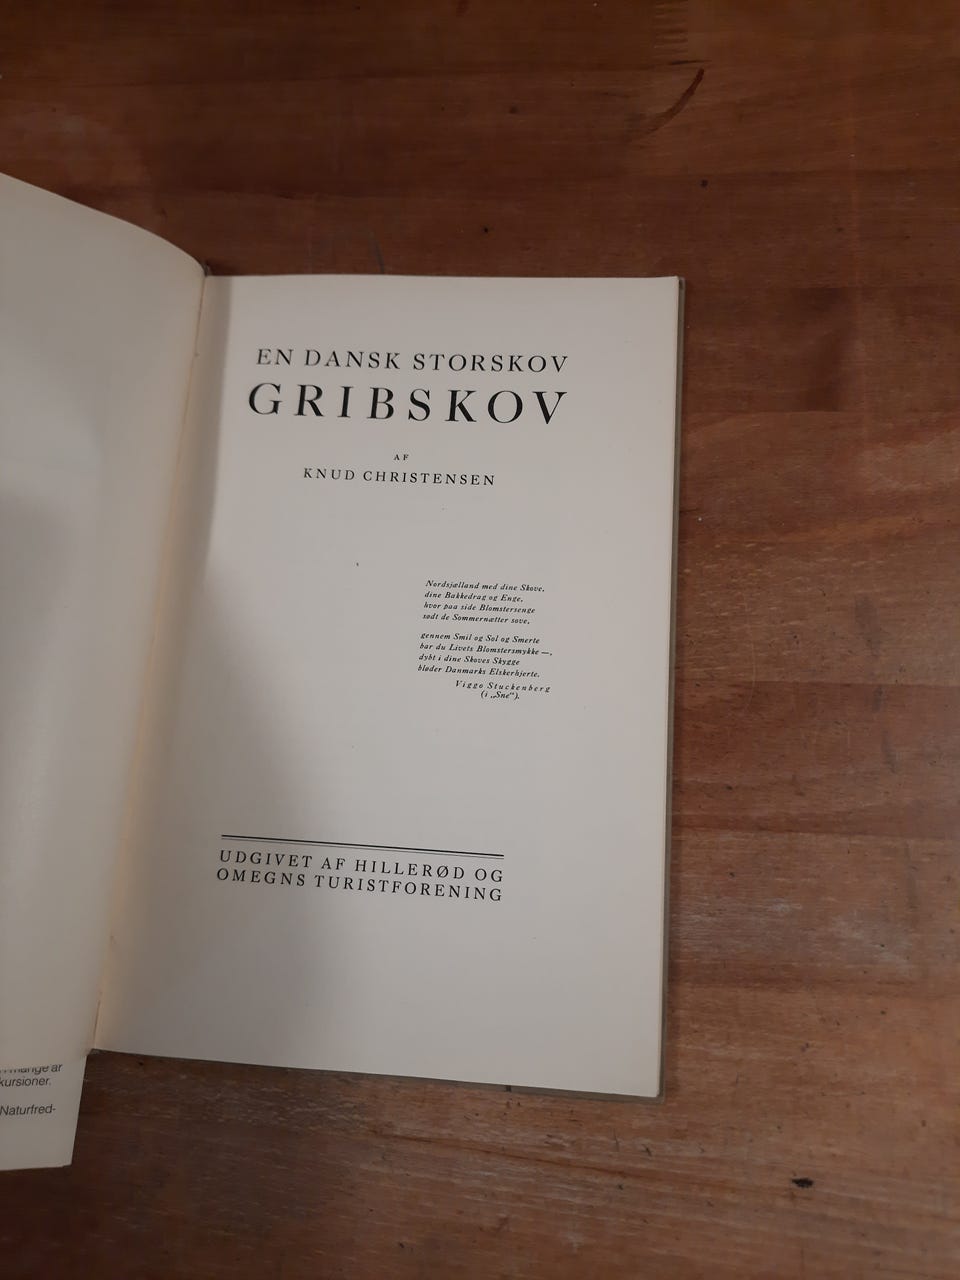 EN DANSK STORSKOV
GRIBSKOV
AF
KNUD CHRISTENSEN
Nordsjælland med dine Skove,
dine Bakkedrag og Enge,
hvor paa side Blomstersenge
sødt de Sommernætter sove,
gennem Smil og Sol og Smerte
bar du Livets Blomstersmykke —,
dybt i dine Skoves Skygge
bløder Danmarks Elskerhjerte.
Viggo Stuckenberg
(i „Sne“).
UDGIVET AF HILLERØD OG
OMEGNS TURISTFORENING
mange år
kursioner.
Naturfred-